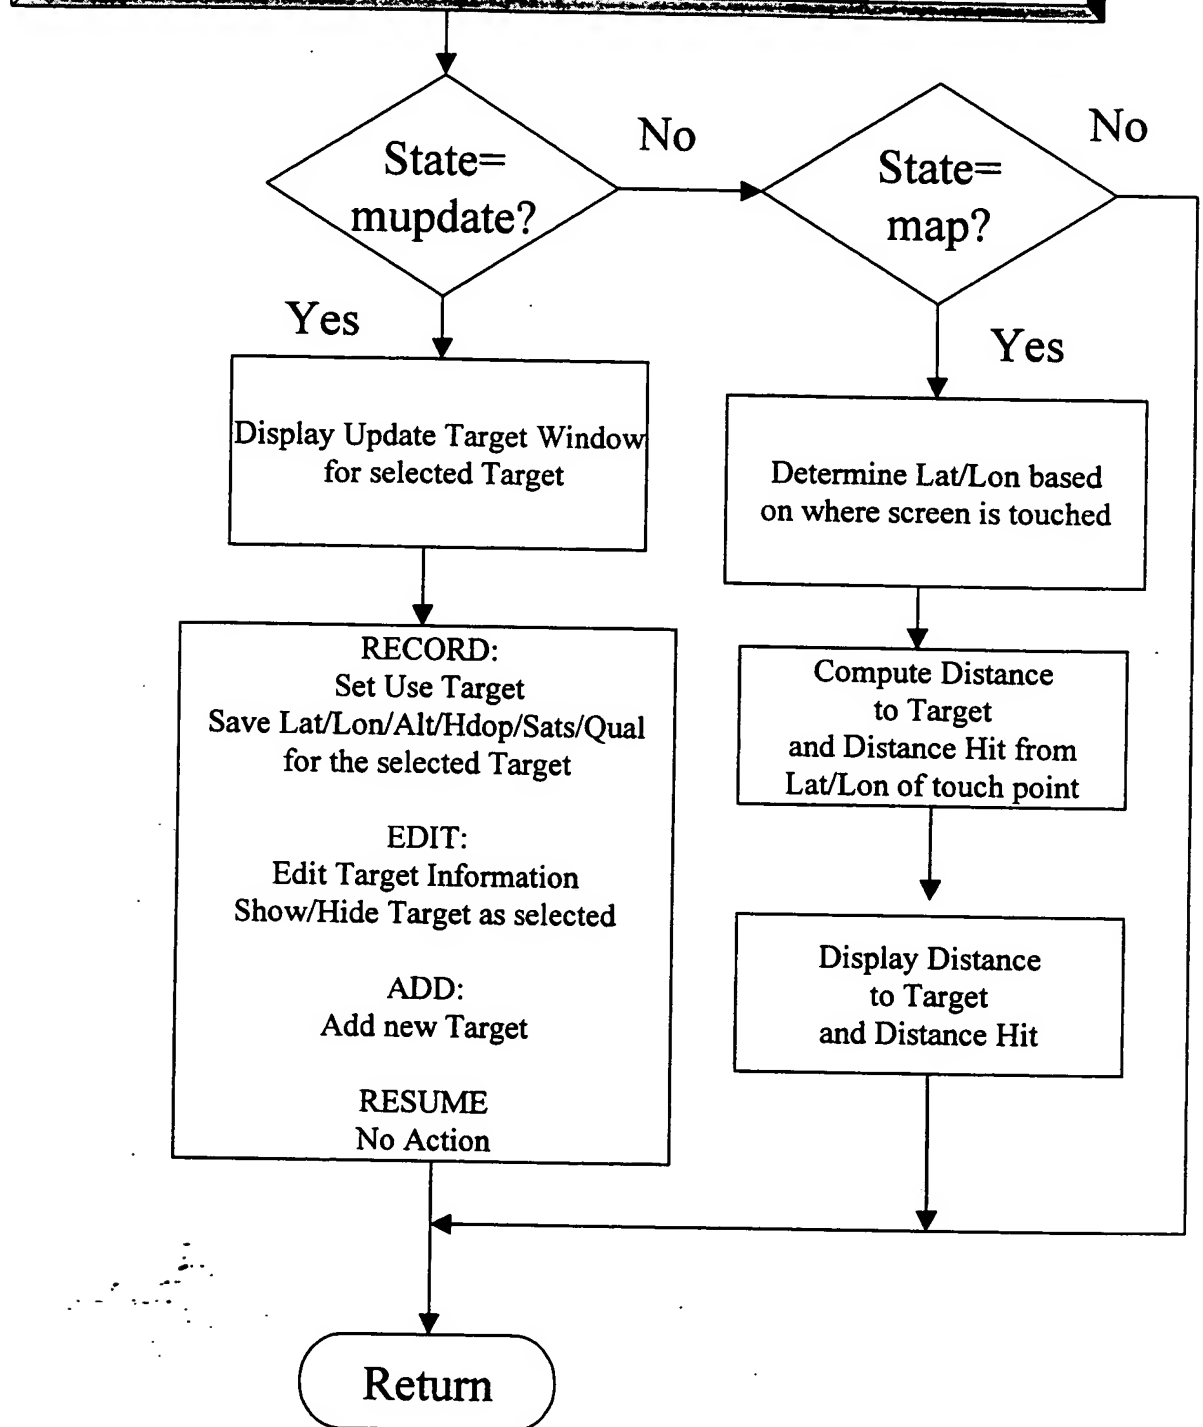 State=
mupdate?
No
State=
map?
No
Yes
Yes
Display Update Target Window
for selected Target
Determine Lat/Lon based
on where screen is touched
RECORD:
Set Use Target
Save Lat/Lon/Alt/Hdop/Sats/Qual
for the selected Target
EDIT:
Edit Target Information
Show/Hide Target as selected
ADD:
Add new Target
RESUME
No Action
Compute Distance
to Target
and Distance Hit from
Lat/Lon of touch point
Display Distance
to Target
and Distance Hit
Return